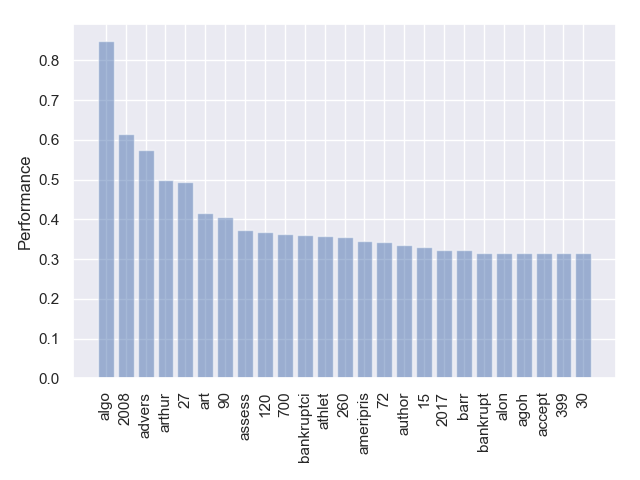 0.8
0.7
0.6
0.5
0.4
0.3
0.2
0.1
0.0
Performance
algo
2008
advers
arthur
27
art
90
assess
120
700
bankruptci
athlet
260
ameripris
72
author
15
2017
barr
bankrupt
alon
agoh
accept
399
30